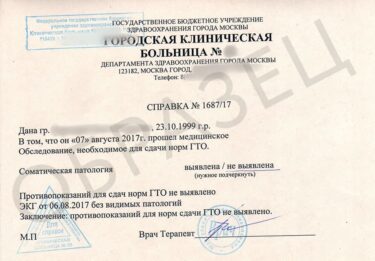 ГОСУДАРСТВЕННОЕ БЮДЖЕТНОЕ УЧРЕЖДЕНИЕ
ЗДРАВООХРАНЕНИЯ ГОРОДА МОСКВЫ
ГОРОДСКАЯ КЛИНИЧЕСКАЯ
БОЛЬНИЦА №
ДЕПАРТАМЕНТА ЗДРАВООХРАНЕНИЯ ГОРОДА МОСКВЫ
123182, МОСКВА ГОРОД,
Телефон: 8
СПРАВКА № 1687/17
Дана гр. , 23.10.1999 г.р.
В том, что он «07» августа 2017г. прошел медицинское
Обследование, необходимое для сдачи норм ГТО.
Соматическая патология выявлена / не выявлена
(нужное подчеркнуть)
Противопоказаний для сдач норм ГТО не выявлено
ЭКГ от 06.08.2017 без видимых патологий
Заключение: противопоказаний для норм ГТО не выявлено.
Для
справок
М.П Врач Терапевт
ОБРАЗЕЦ